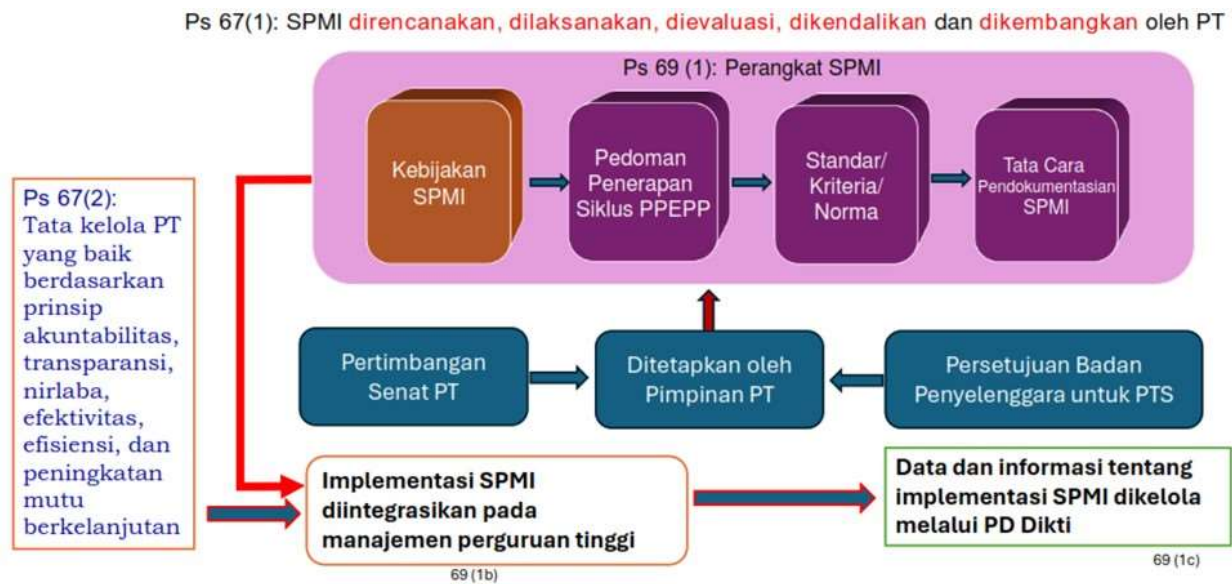 Ps 67(1): SPMI direncanakan, dilaksanakan, dievaluasi, dikendalikan dan dikembangkan oleh PT
Ps 69 (1): Perangkat SPMI
Kebijakan
SPMI
Pedoman
Penerapan
Siklus PPEPP
Standar/
Kriteria/
Norma
Tata Cara
Pendokumentasian
SPMI
Ps 67(2):
Tata kelola PT
yang baik
berdasarkan
prinsip
akuntabilitas,
transparansi,
nirlaba,
efektivitas,
efisiensi, dan
peningkatan
mutu
berkelanjutan
Pertimbangan
Senat PT
Ditetapkan oleh
Pimpinan PT
Persetujuan Badan
Penyelenggara untuk PTS
Implementasi SPMI
diintegrasikan pada
manajemen perguruan tinggi
69 (1b)
Data dan informasi tentang
implementasi SPMI dikelola
melalui PD Dikti
69 (1c)